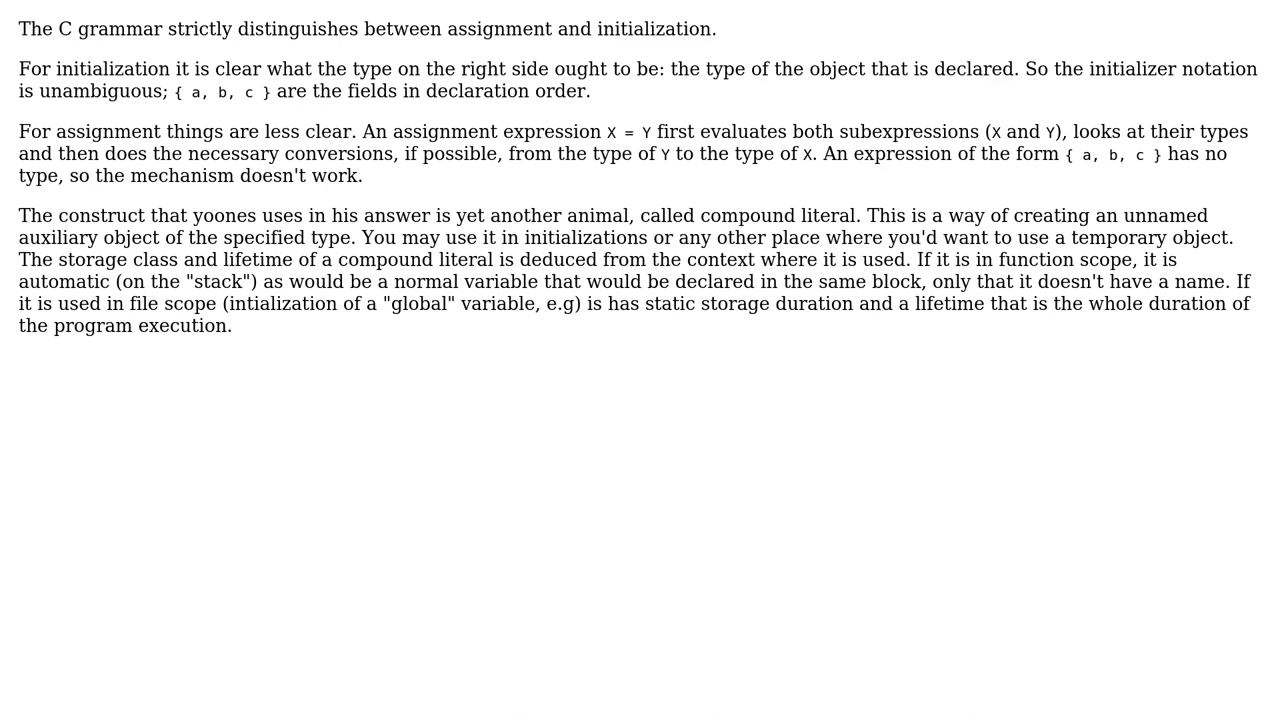 The C grammar strictly distinguishes between assignment and initialization.
For initialization it is clear what the type on the right side ought to be: the type of the object that is declared. So the initializer notation
is unambiguous; { a, b, c } are the fields in declaration order.
For assignment things are less clear. An assignment expression X = Y first evaluates both subexpressions (X and Y), looks at their types
and then does the necessary conversions, if possible, from the type of Y to the type of X. An expression of the form { a, b, c } has no
type, so the mechanism doesn't work.
The construct that yoones uses in his answer is yet another animal, called compound literal. This is a way of creating an unnamed
auxiliary object of the specified type. You may use it in initializations or any other place where you'd want to use a temporary object.
The storage class and lifetime of a compound literal is deduced from the context where it is used. If it is in function scope, it is
automatic (on the "stack") as would be a normal variable that would be declared in the same block, only that it doesn't have a name. If
it is used in file scope (intialization of a "global" variable, e.g) is has static storage duration and a lifetime that is the whole duration of
the program execution.